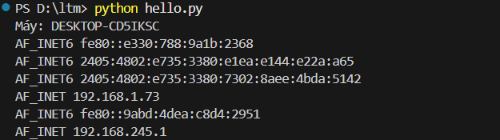 PS D:\ltm> python hello.py
Máy: DESKTOP-CD5IKSC
AF_INET6 fe80::e330:788:9a1b:2368
AF_INET6 2405:4802:e735:3380:e1ea:e144:e22a:a65
AF_INET6 2405:4802:e735:3380:7302:8aee:4bda:5142
AF_INET 192.168.1.73
AF_INET6 fe80::9abd:4dea:c8d4:2951
AF_INET 192.168.245.1